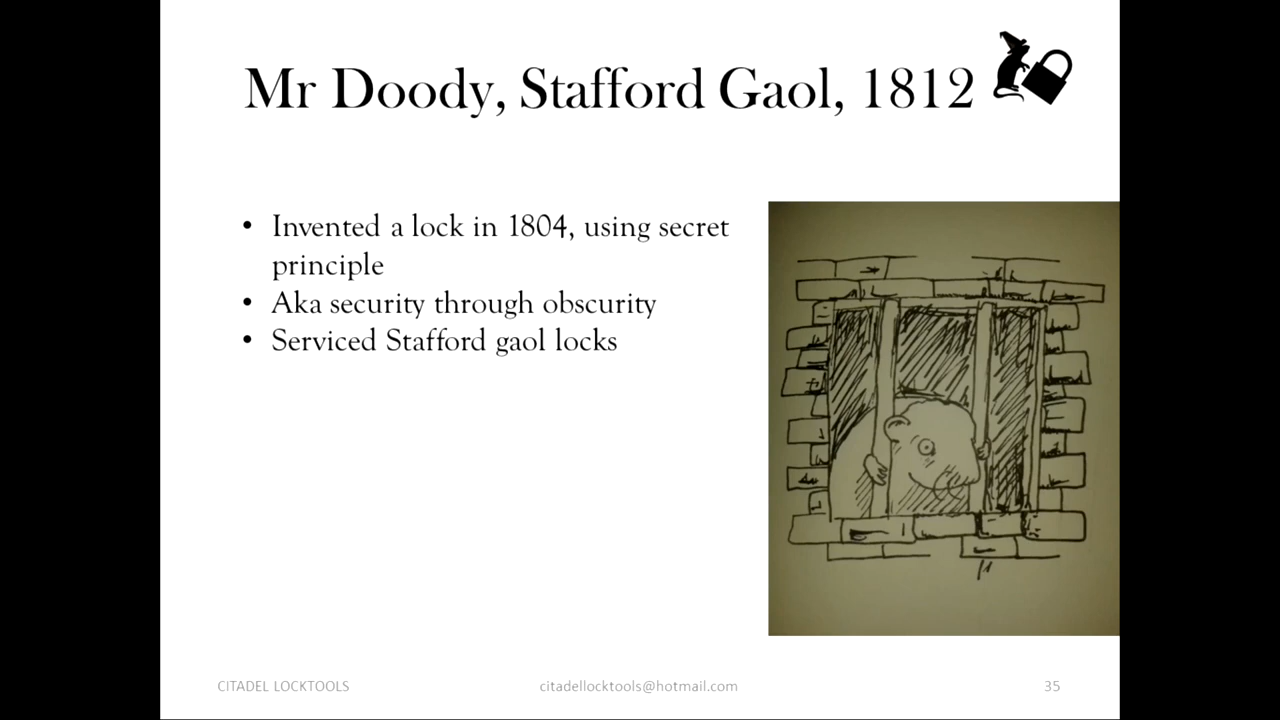 Mr Doody, Stafford Gaol, 1812
• Invented a lock in 1804, using secret
principle
• Aka security through obscurity
• Serviced Stafford gaol locks
CITADEL LOCKTOOLS
citadellocktools@hotmail.com
35